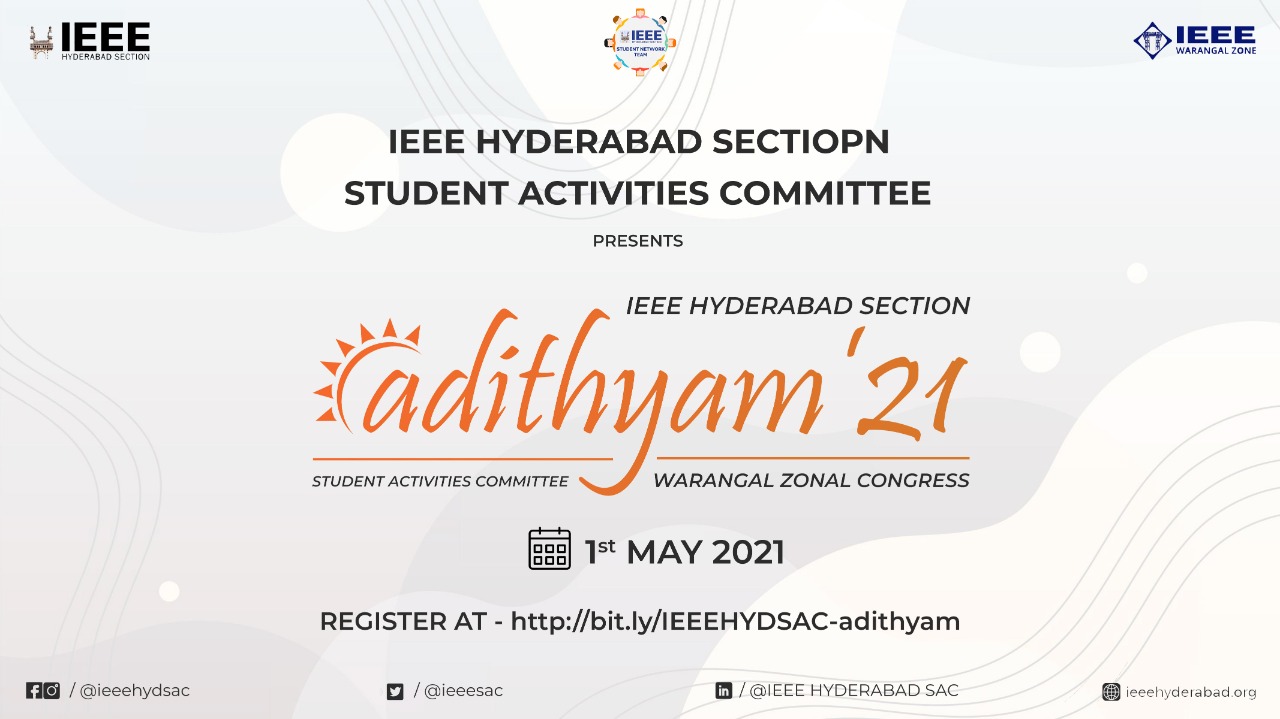 IEEE
HYDERABAD SECTION
IEEE
STUDENT NETWORK
TEAM
IEEE
WARANGAL ZONE
IEEE HYDERABAD SECTIOPN
STUDENT ACTIVITIES COMMITTEE
PRESENTS
IEEE HYDERABAD SECTION
adithyam '21
STUDENT ACTIVITIES COMMITTEE
WARANGAL ZONAL CONGRESS
1st MAY 2021
REGISTER AT - http://bit.ly/IEEEHYDSAC-adithyam
/ @ieeehydsac
/ @ieeesac
/ @IEEE HYDERABAD SAC
ieeehyderabad.org